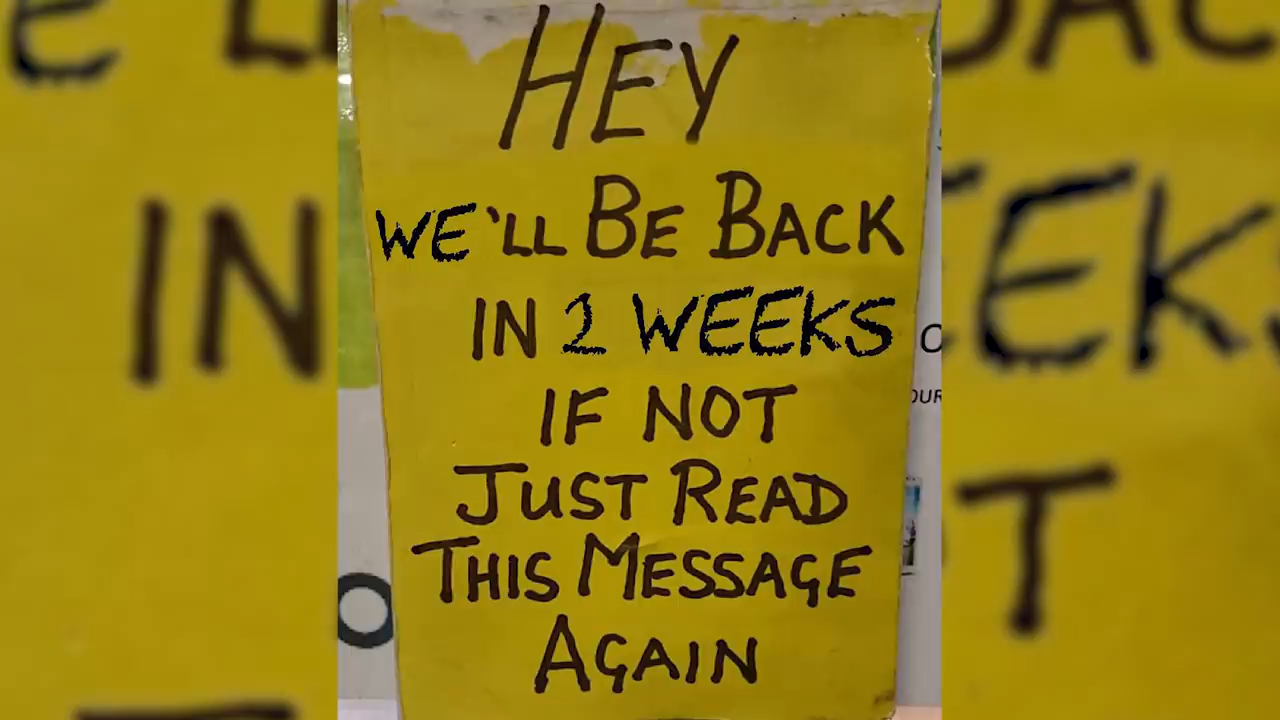 HEY
WE'LL BE BACK
IN 2 WEEKS
IF NOT
JUST READ
THIS MESSAGE
AGAIN